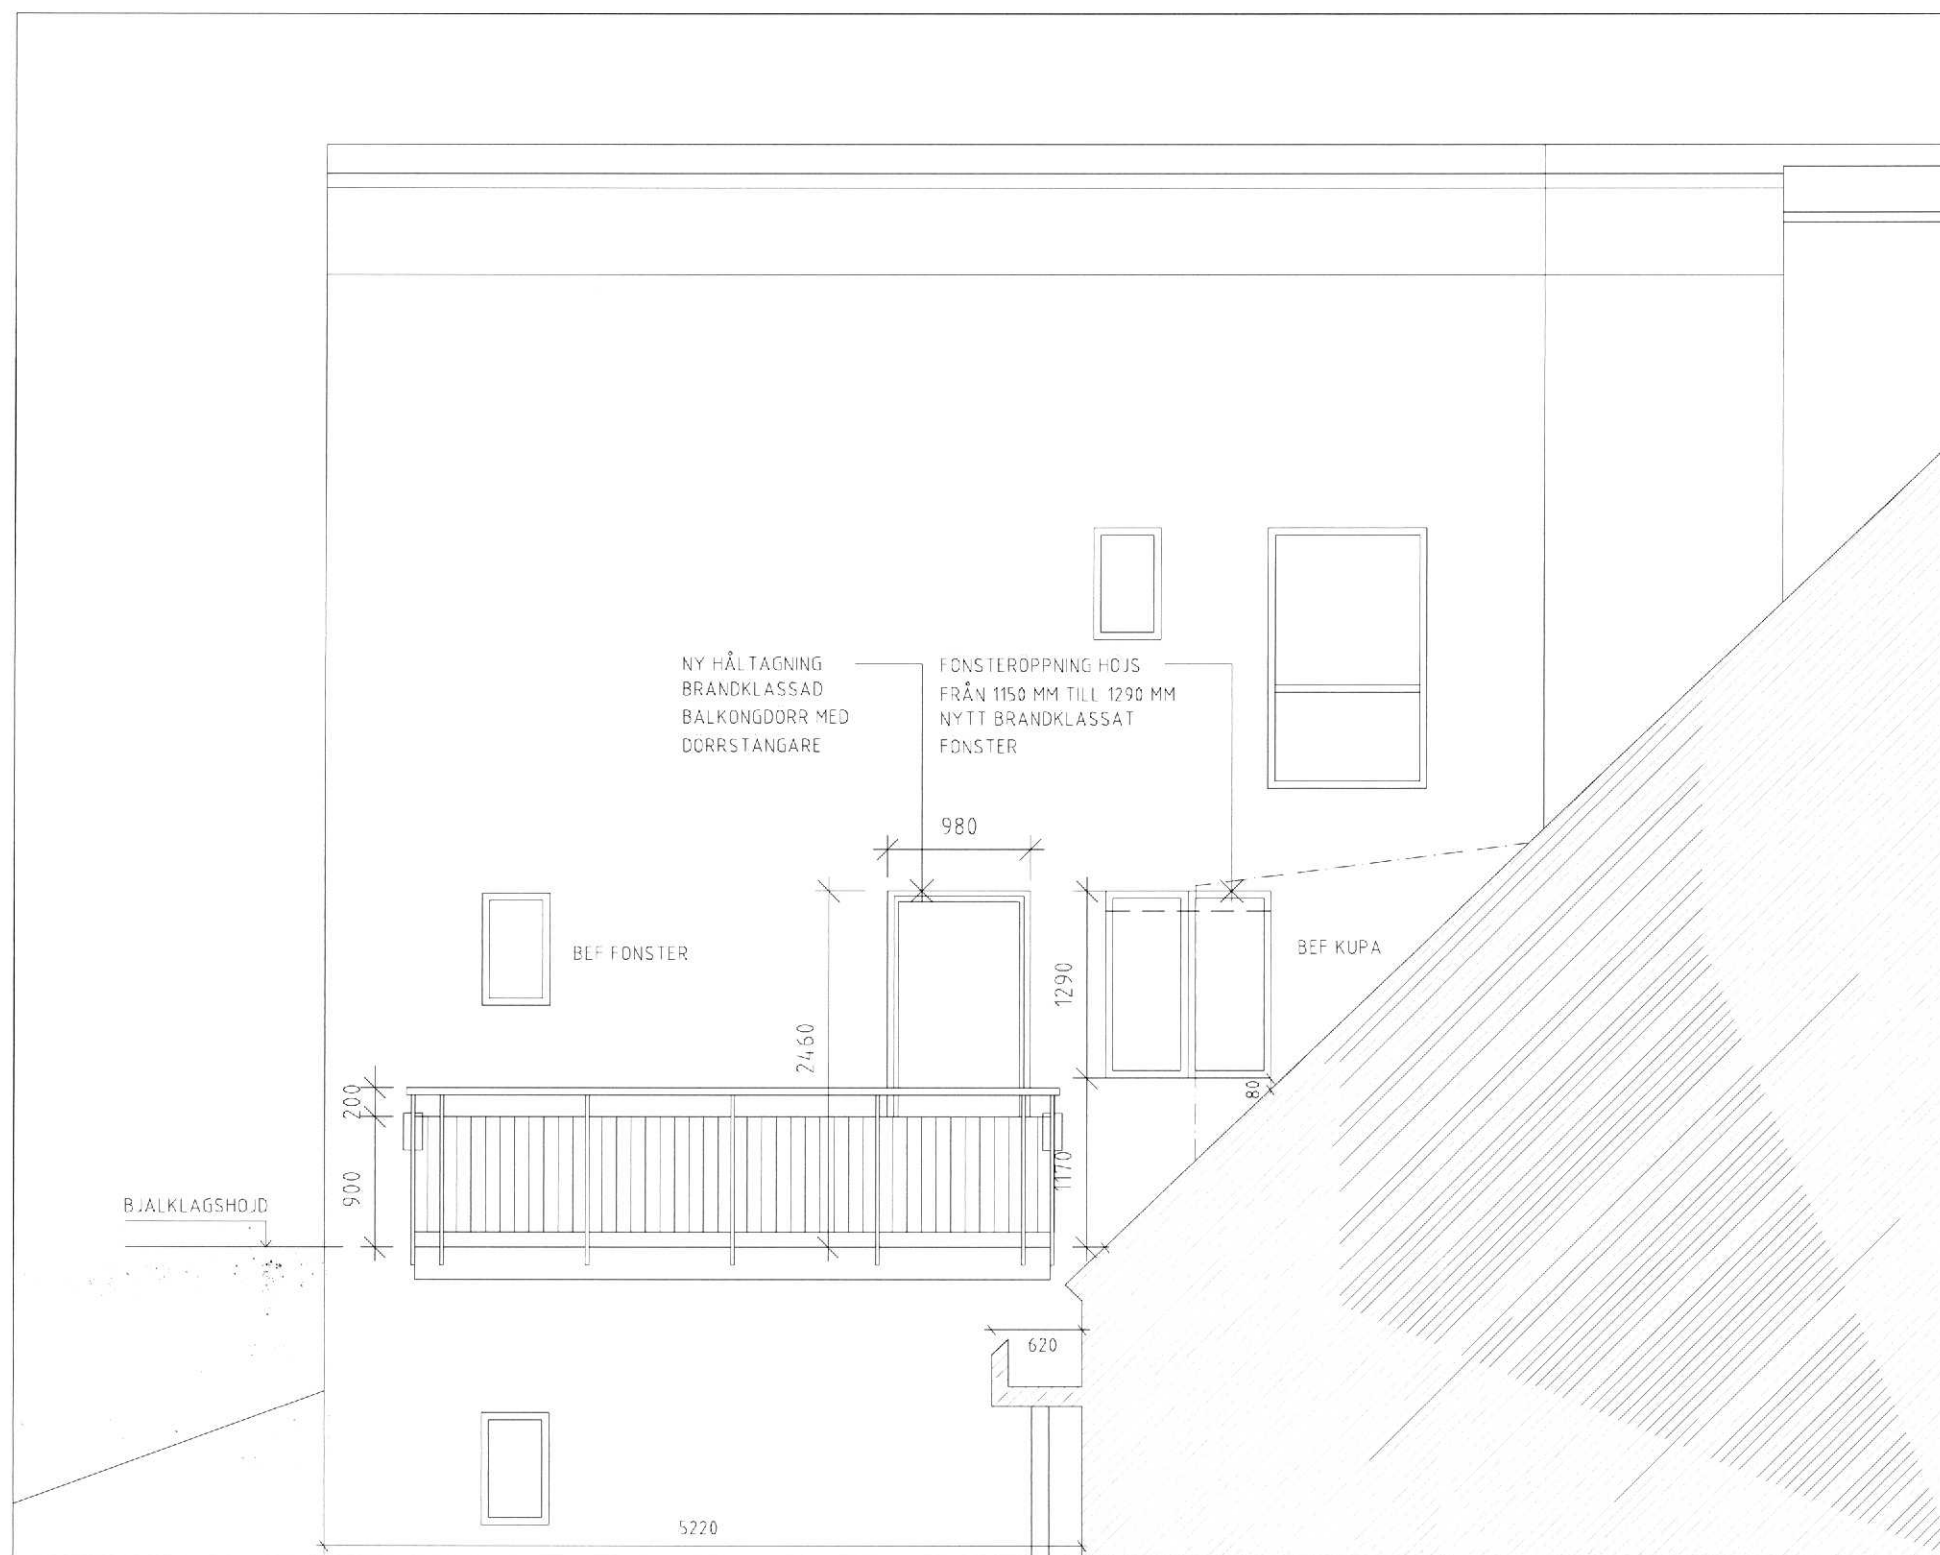 NY HÅLTAGNING
BRANDKLASSAD
BALKONGDORR MED
DORRSTANGARE
FONSTEROPPNING HOJS
FRÅN 1150 MM TILL 1290 MM
NYTT BRANDKLASSAT
FONSTER
980
BEF FONSTER
BEF KUPA
1290
2460
200
80
900
1170
BJALKLAGSHOJD
620
5220